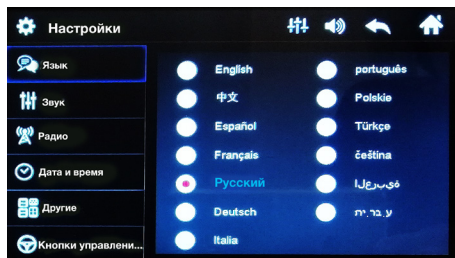 Настройки
Язык
Звук
Радио
Дата и время
Другие
Кнопки управлени...
English
中文
Español
Français
Русский
Deutsch
Italia
português
Polskie
Türkçe
čeština
العربية